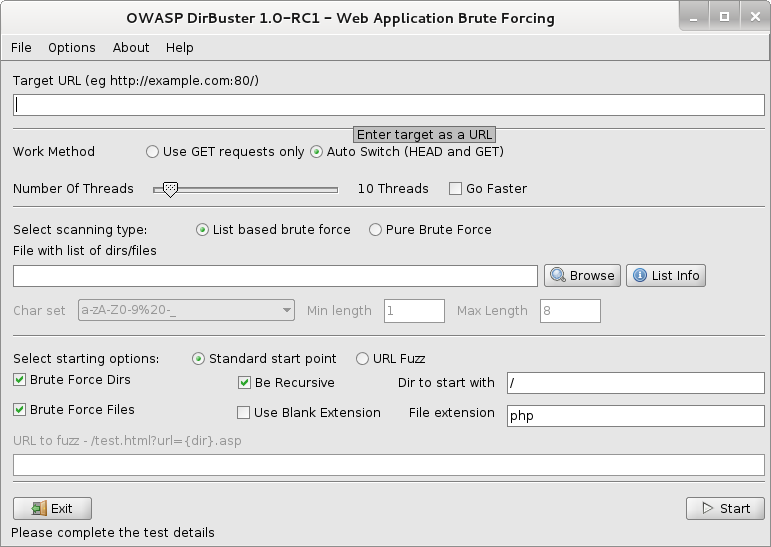 OWASP DirBuster 1.0-RC1 - Web Application Brute Forcing
File Options About Help
Target URL (eg http://example.com:80/)
Enter target as a URL
Work Method Use GET requests only Auto Switch (HEAD and GET)
Number Of Threads 10 Threads Go Faster
Select scanning type: List based brute force Pure Brute Force
File with list of dirs/files
Browse List Info
Char set a-zA-Z0-9%20-_ Min length 1 Max Length 8
Select starting options: Standard start point URL Fuzz
Brute Force Dirs Be Recursive Dir to start with /
Brute Force Files Use Blank Extension File extension php
URL to fuzz - /test.html?url={dir}.asp
Exit Start
Please complete the test details